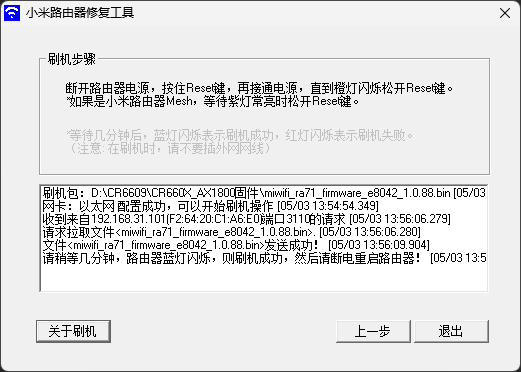 小米路由器修复工具
刷机步骤
断开路由器电源，按住Reset键，再接通电源，直到橙灯闪烁松开Reset键。
*如果是小米路由器Mesh，等待紫灯常亮时松开Reset键。
*等待几分钟后，蓝灯闪烁表示刷机成功，红灯闪烁表示刷机失败。
（注意: 在刷机时，请不要插外网网线）
刷机包：D:\CR6609\CR660X_AX1800固件\miwifi_ra71_firmware_e8042_1.0.88.bin [05/03
网卡：以太网 配置成功，可以开始刷机操作 [05/03 13:54:54.349]
收到来自192.168.31.101(F2:64:20:C1:A6:E0)端口3110的请求 [05/03 13:56:06.279]
请求拉取文件<miwifi_ra71_firmware_e8042_1.0.88.bin>. [05/03 13:56:06.280]
文件<miwifi_ra71_firmware_e8042_1.0.88.bin>发送成功！ [05/03 13:56:09.904]
请稍等几分钟，路由器蓝灯闪烁，则刷机成功，然后请断电重启路由器！ [05/03 13:5
关于刷机
上一步
退出